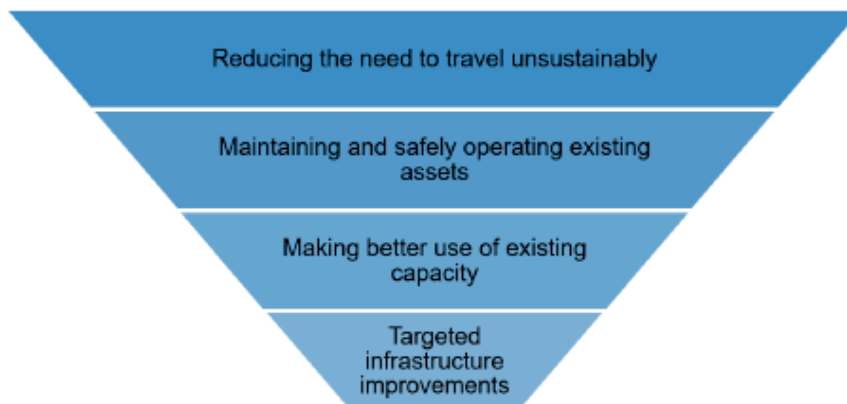 Reducing the need to travel unsustainably
Maintaining and safely operating existing
assets
Making better use of existing
capacity
Targeted
infrastructure
improvements